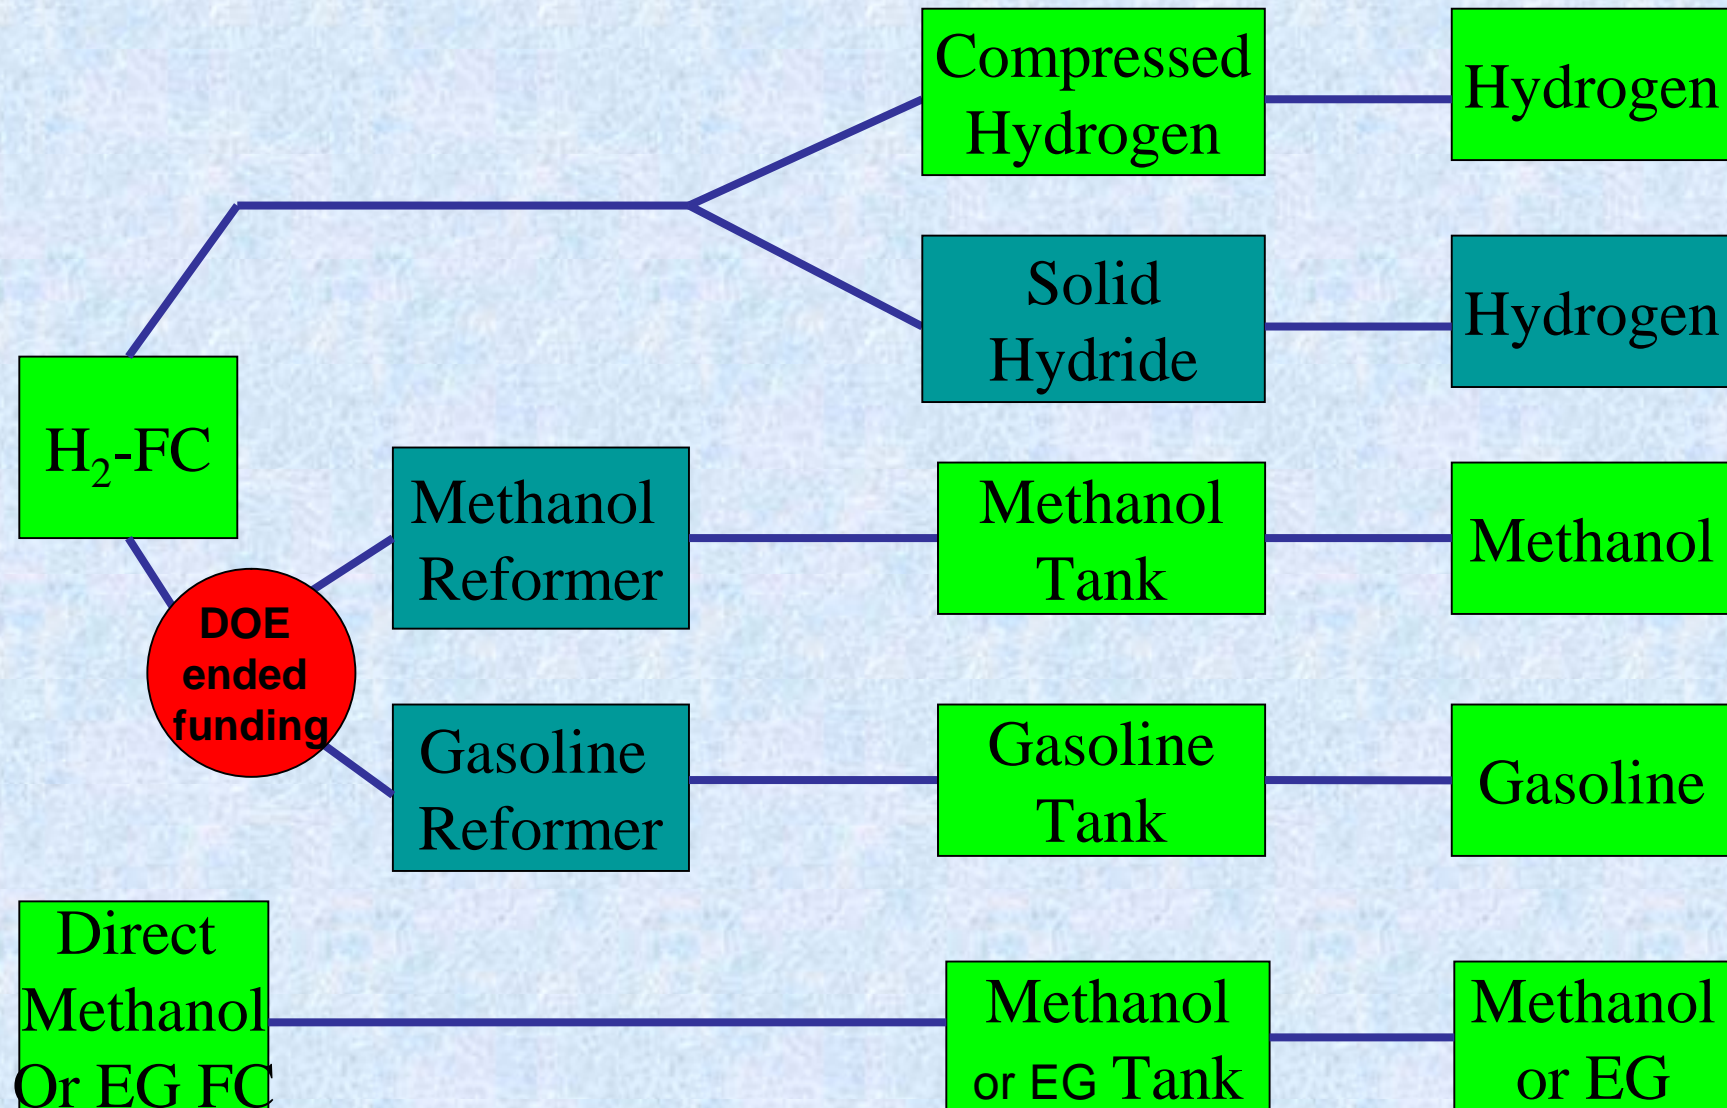 Compressed
Hydrogen
Hydrogen
Solid
Hydride
Hydrogen
H₂-FC
Methanol
Reformer
Methanol
Tank
Methanol
DOE
ended
funding
Gasoline
Reformer
Gasoline
Tank
Gasoline
Direct
Methanol
Or EG FC
Methanol
or EG Tank
Methanol
or EG